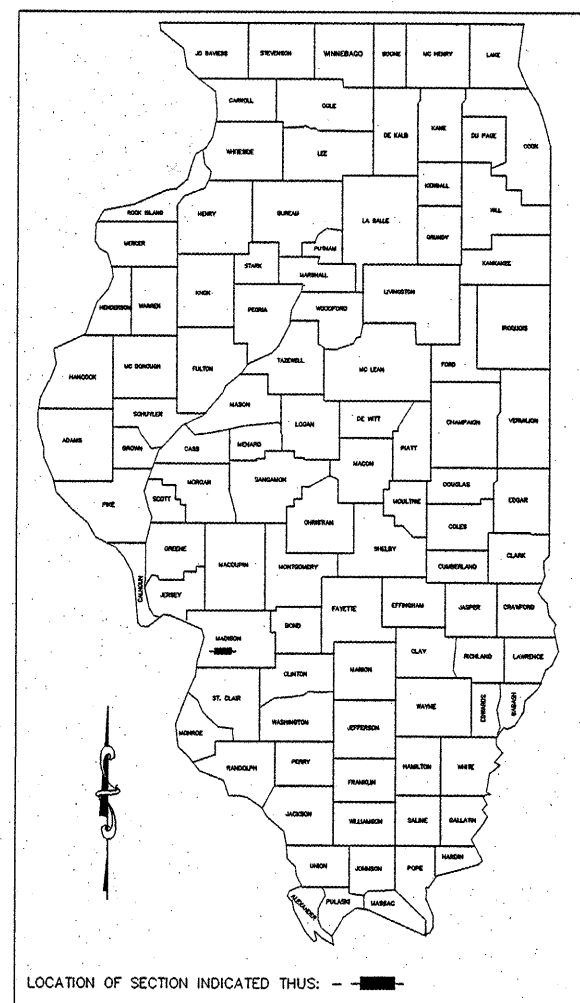 JO DAVIESS STEVENSON WINNEBAGO BOONE MC HENRY LAKE
CARROLL OGLE DE KALB KANE DU PAGE COOK
WHITESIDE LEE
KENDALL
ROCK ISLAND HENRY BUREAU LA SALLE WILL
MERCER PUTNAM GRUNDY
STARK MARSHALL KANKAKEE
HENDERSON WARREN KNOX PEORIA WOODFORD LIVINGSTON IROQUOIS
HANCOCK MC DONOUGH FULTON TAZEWELL MC LEAN FORD
SCHUYLER MASON LOGAN DE WITT CHAMPAIGN VERMILION
ADAMS BROWN CASS MENARD PIATT
MACON
PIKE SCOTT MORGAN SANGAMON MOULTRIE DOUGLAS EDGAR
CHRISTIAN COLES
GREENE MACOUPIN MONTGOMERY SHELBY CUMBERLAND CLARK
CALHOUN JERSEY
FAYETTE EFFINGHAM JASPER CRAWFORD
MADISON BOND
CLAY RICHLAND LAWRENCE
CLINTON MARION
ST. CLAIR WAYNE EDWARDS WABASH
MONROE WASHINGTON JEFFERSON
RANDOLPH PERRY HAMILTON WHITE
FRANKLIN
JACKSON WILLIAMSON SALINE GALLATIN
UNION JOHNSON POPE HARDIN
ALEXANDER PULASKI MASSAC
LOCATION OF SECTION INDICATED THUS: